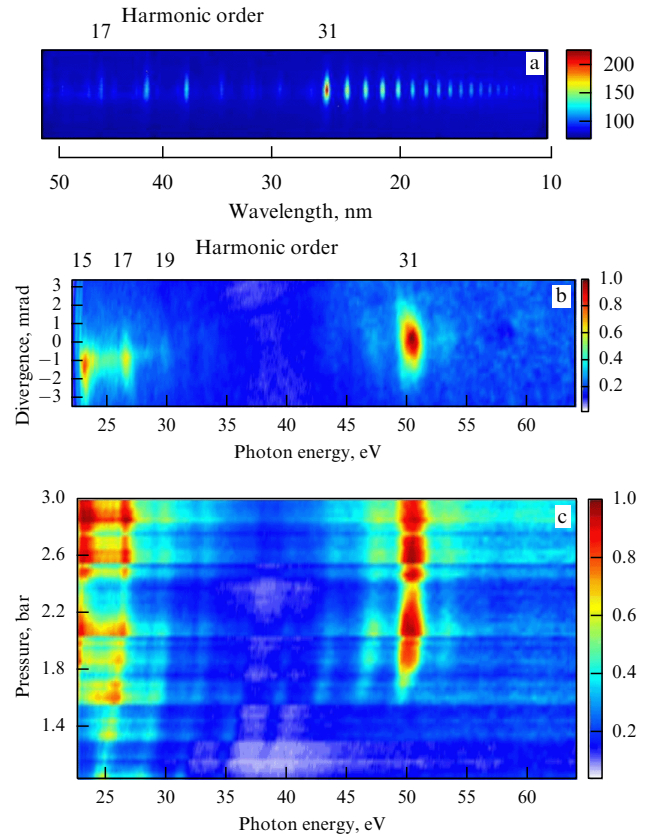 Harmonic order
17 31
a
200
150
100
50 40 30 20 10
Wavelength, nm
Harmonic order
15 17 19 31
b
3
2
1
0
−1
−2
−3
Divergence, mrad
1.0
0.8
0.6
0.4
0.2
25 30 35 40 45 50 55 60
Photon energy, eV
c
3.0
2.6
2.2
1.8
1.4
Pressure, bar
1.0
0.8
0.6
0.4
0.2
25 30 35 40 45 50 55 60
Photon energy, eV